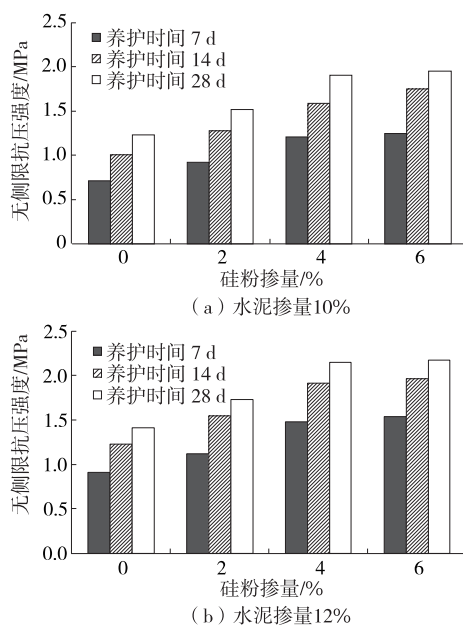 2.5
2.0
1.5
1.0
0.5
0
无侧限抗压强度/MPa
养护时间 7 d
养护时间 14 d
养护时间 28 d
0 2 4 6
硅粉掺量/%
(a)水泥掺量10%
2.5
2.0
1.5
1.0
0.5
0.0
无侧限抗压强度/MPa
养护时间 7 d
养护时间 14 d
养护时间 28 d
0 2 4 6
硅粉掺量/%
(b)水泥掺量12%